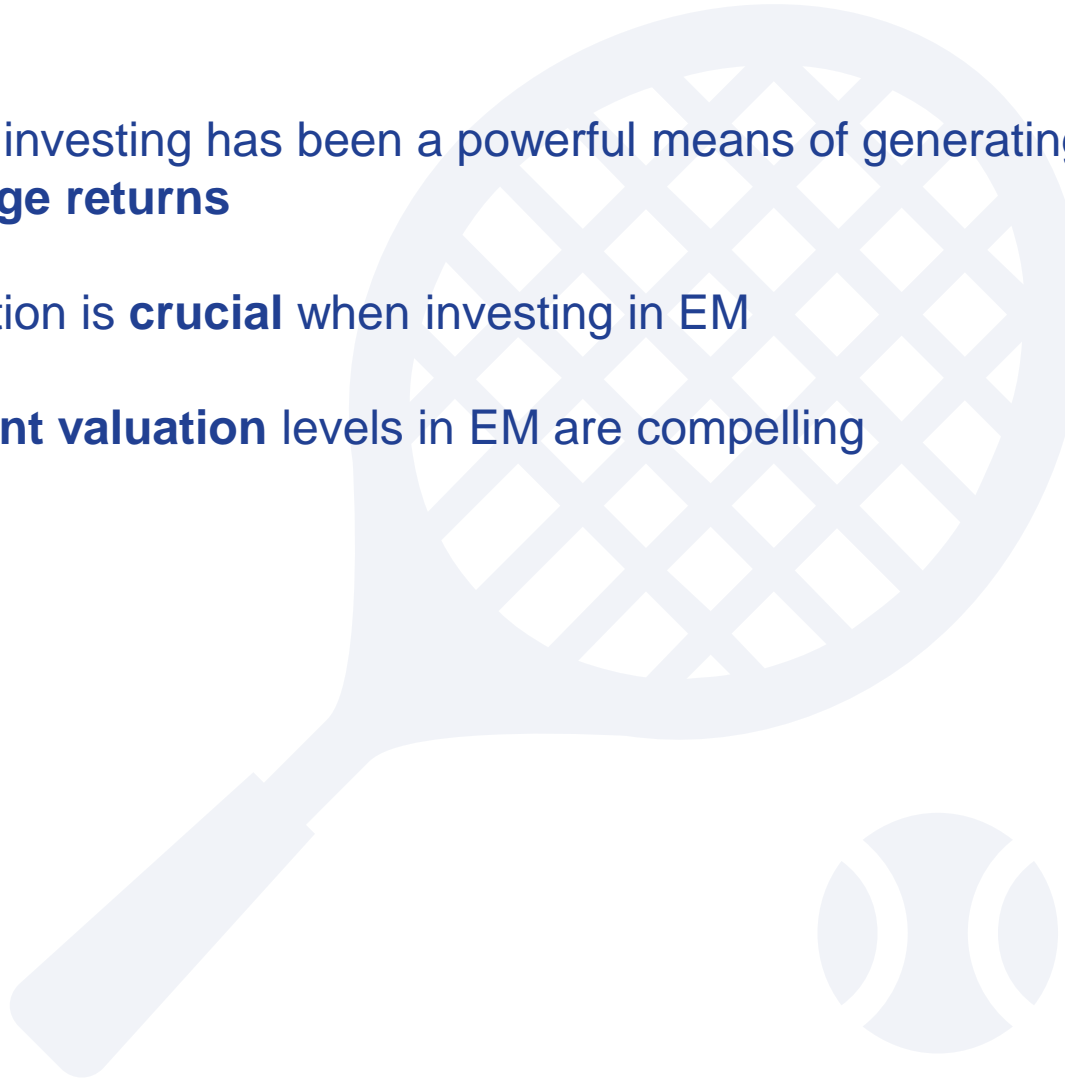 investing has been a powerful means of generating
ge returns
tion is crucial when investing in EM
nt valuation levels in EM are compelling